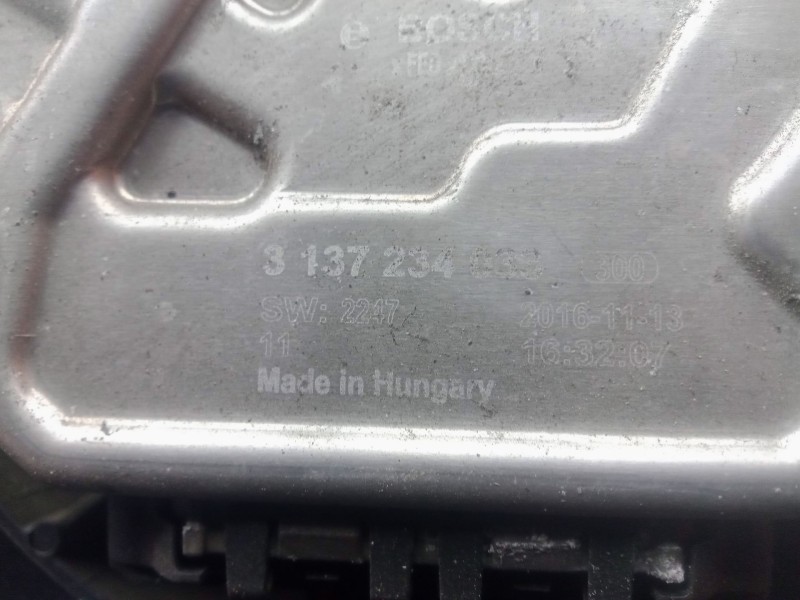 BOSCH
3 137 234
SW: 2247
2016-11-13
11
16:32:07
Made in Hungary